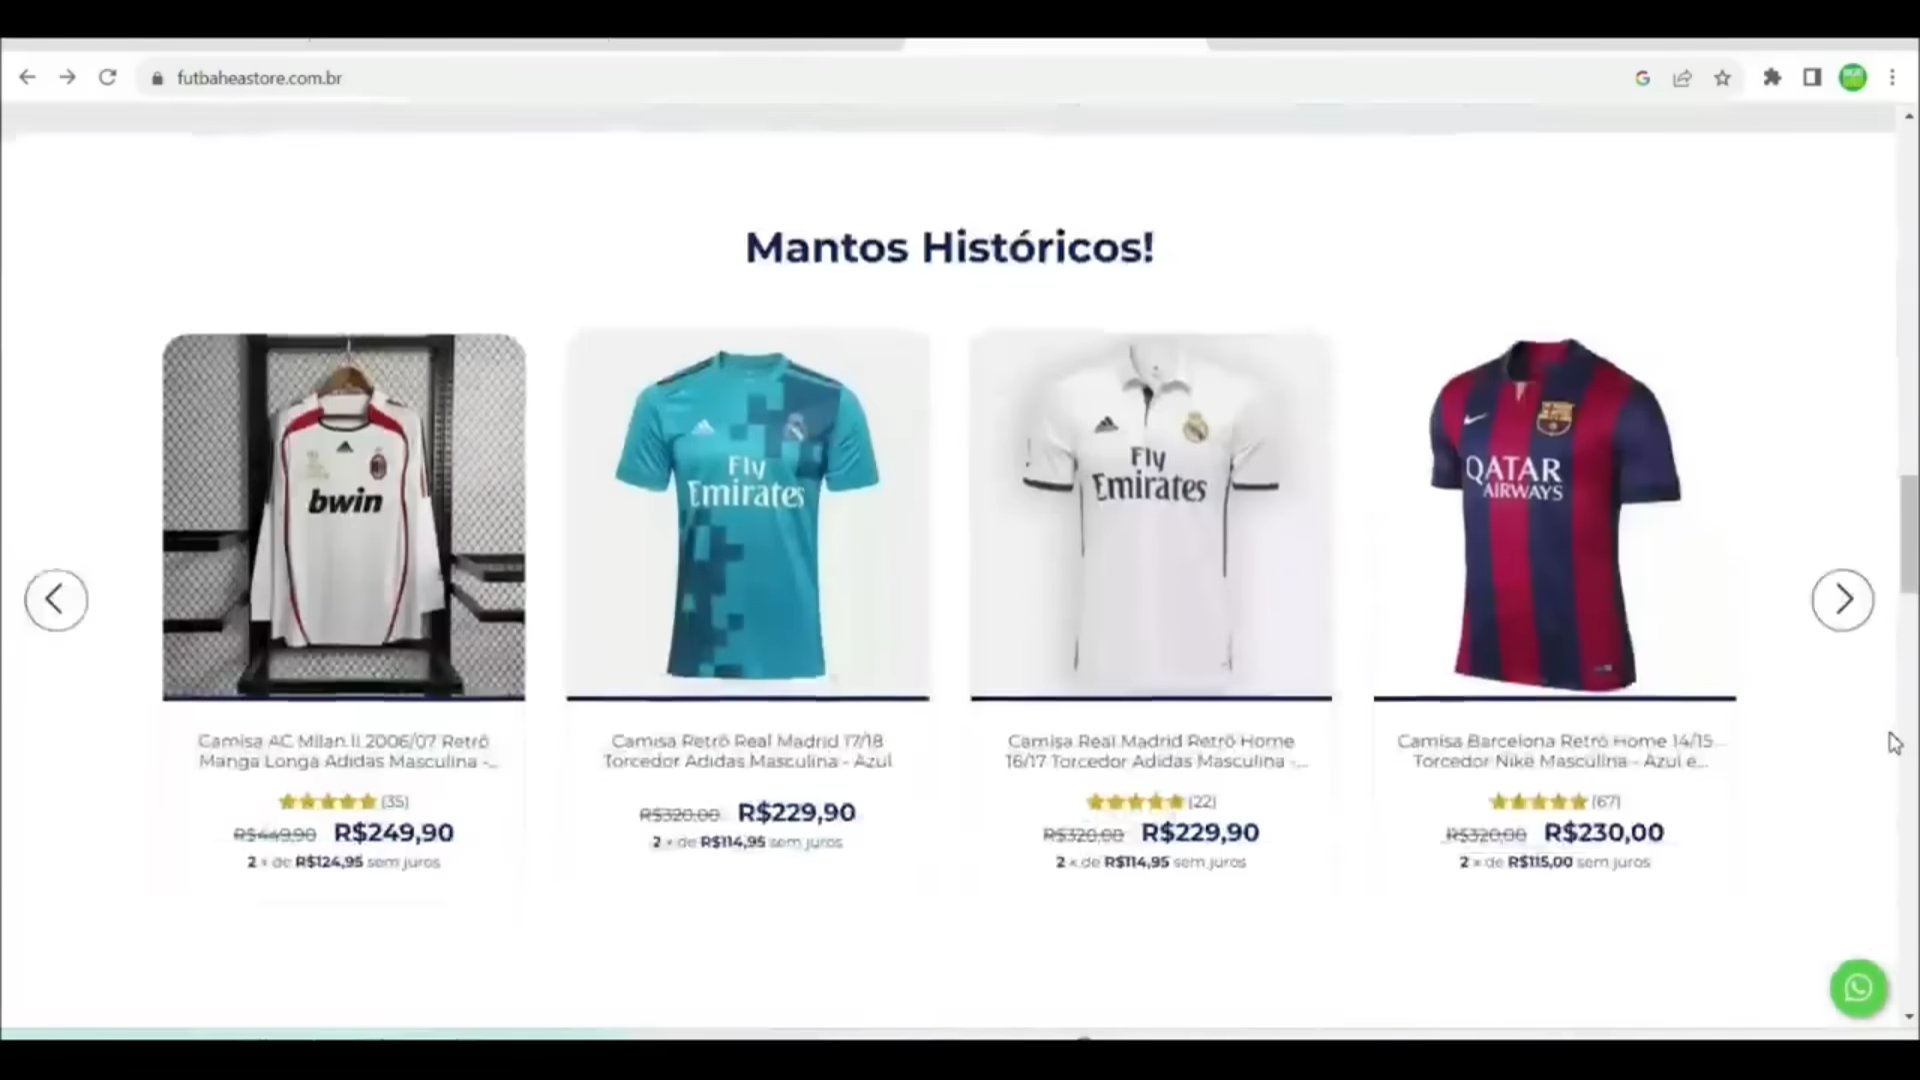 futbaheastore.com.br
Mantos Históricos!
bwin
Fly
Emirates
Fly
Emirates
QATAR
AIRWAYS
Camisa AC Milan II 2006/07 Retrô
Manga Longa Adidas Masculina -...
(35)
R$449,90 R$249,90
2 x de R$124,95 sem juros
Camisa Retrô Real Madrid 17/18
Torcedor Adidas Masculina - Azul
R$320,00 R$229,90
2 x de R$114,95 sem juros
Camisa Real Madrid Retrô Home
16/17 Torcedor Adidas Masculina -...
(22)
R$320,00 R$229,90
2 x de R$114,95 sem juros
Camisa Barcelona Retrô Home 14/15
Torcedor Nike Masculina - Azul e...
(67)
R$320,00 R$230,00
2 x de R$115,00 sem juros